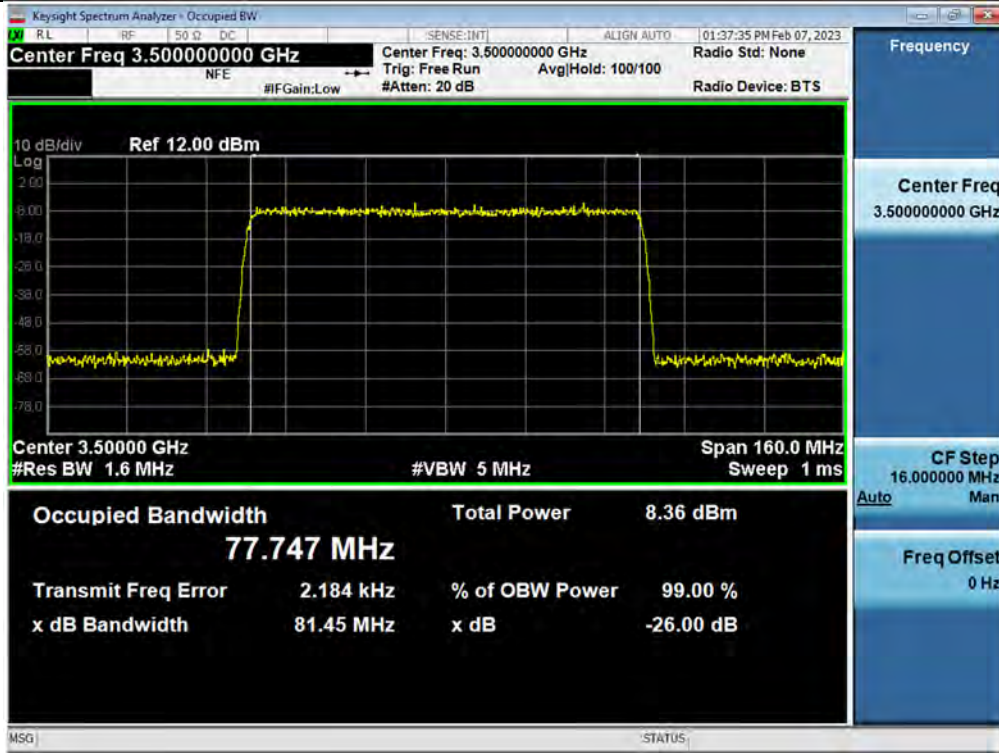 Keysight Spectrum Analyzer - Occupied BW
RL RF 50 Ω DC SENSE:INT ALIGN AUTO 01:37:35 PM Feb 07, 2023
Center Freq 3.500000000 GHz
NFE
#IFGain:Low
Center Freq: 3.500000000 GHz
Trig: Free Run Avg|Hold: 100/100
#Atten: 20 dB
Radio Std: None
Radio Device: BTS
10 dB/div Ref 12.00 dBm
Log
2.00
-8.00
-18.0
-28.0
-38.0
-48.0
-58.0
-68.0
-78.0
Center 3.50000 GHz Span 160.0 MHz
#Res BW 1.6 MHz #VBW 5 MHz Sweep 1 ms
Occupied Bandwidth Total Power 8.36 dBm
77.747 MHz
Transmit Freq Error 2.184 kHz % of OBW Power 99.00 %
x dB Bandwidth 81.45 MHz x dB -26.00 dB
MSG STATUS
Frequency
Center Freq
3.500000000 GHz
CF Step
16.000000 MHz
Auto Man
Freq Offset
0 Hz